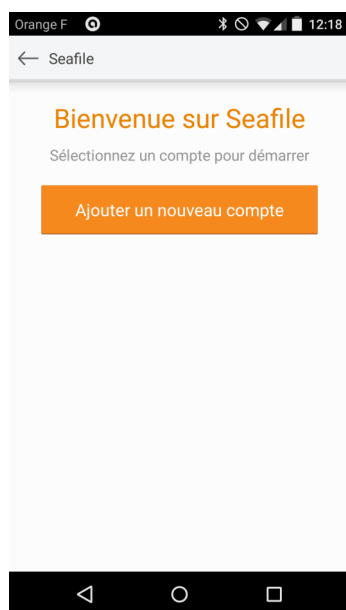 Orange F 12:18
Seafile
Bienvenue sur Seafile
Sélectionnez un compte pour démarrer
Ajouter un nouveau compte